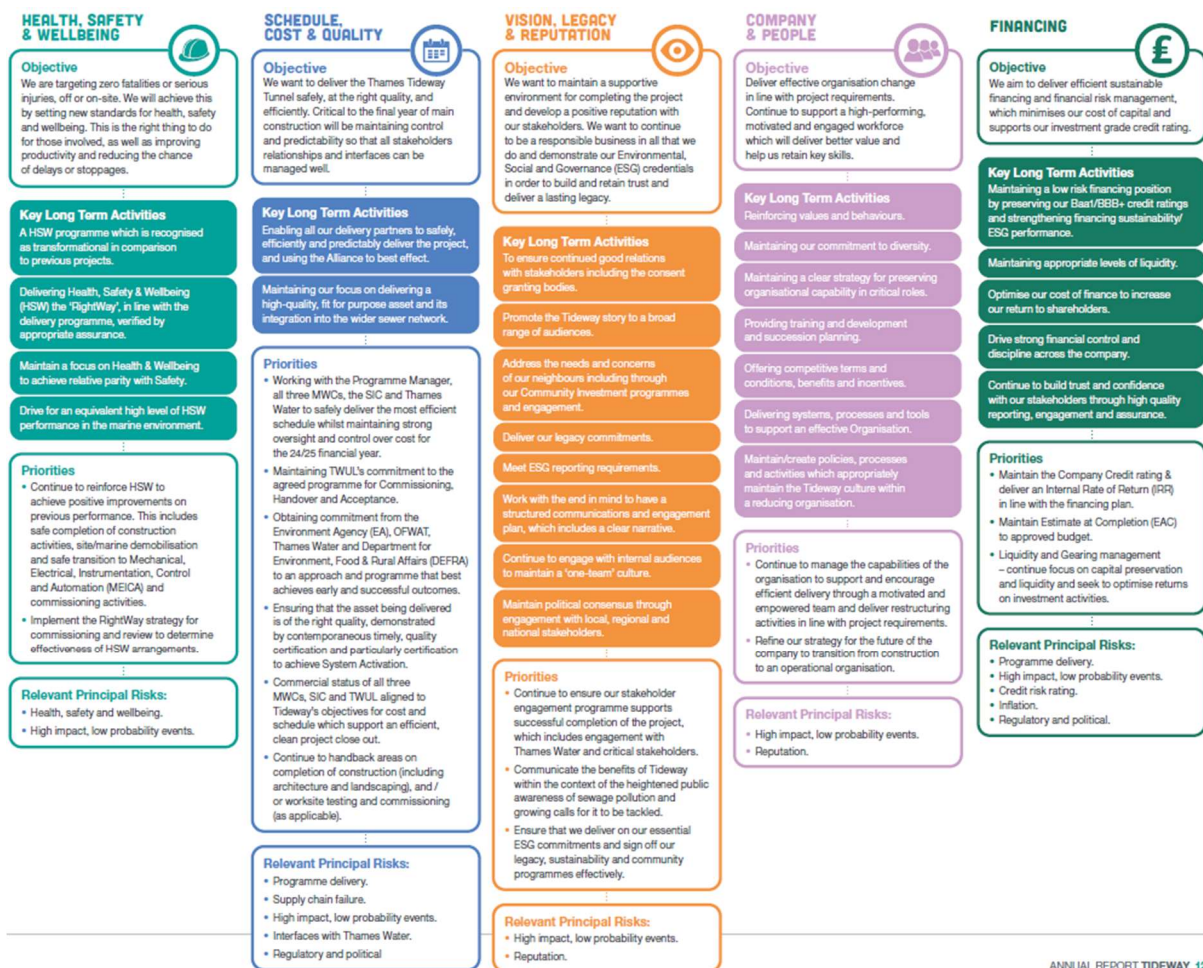 HEALTH, SAFETY
& WELLBEING
Objective
We are targeting zero fatalities or serious
injuries, off or on-site. We will achieve this
by setting new standards for health, safety
and wellbeing. This is the right thing to do
for those involved, as well as improving
productivity and reducing the chance
of delays or stoppages.
Key Long Term Activities
A HSW programme which is recognised
as transformational in comparison
to previous projects.
Delivering Health, Safety & Wellbeing
(HSW) the 'RightWay', in line with the
delivery programme, verified by
appropriate assurance.
Maintain a focus on Health & Wellbeing
to achieve relative parity with Safety.
Drive for an equivalent high level of HSW
performance in the marine environment.
Priorities
• Continue to reinforce HSW to
achieve positive improvements on
previous performance. This includes
safe completion of construction
activities, site/marine demobilisation
and safe transition to Mechanical,
Electrical, Instrumentation, Control
and Automation (MEICA) and
commissioning activities.
• Implement the RightWay strategy for
commissioning and review to determine
effectiveness of HSW arrangements.
Relevant Principal Risks:
• Health, safety and wellbeing.
• High impact, low probability events.
SCHEDULE,
COST & QUALITY
Objective
We want to deliver the Thames Tideway
Tunnel safely, at the right quality, and
efficiently. Critical to the final year of main
construction will be maintaining control
and predictability so that all stakeholders
relationships and interfaces can be
managed well.
Key Long Term Activities
Enabling all our delivery partners to safely,
efficiently and predictably deliver the project,
and using the Alliance to best effect.
Maintaining our focus on delivering a
high-quality, fit for purpose asset and its
integration into the wider sewer network.
Priorities
• Working with the Programme Manager,
all three MWCs, the SIC and Thames
Water to safely deliver the most efficient
schedule whilst maintaining strong
oversight and control over cost for
the 24/25 financial year.
• Maintaining TWUL's commitment to the
agreed programme for Commissioning,
Handover and Acceptance.
• Obtaining commitment from the
Environment Agency (EA), OFWAT,
Thames Water and Department for
Environment, Food & Rural Affairs (DEFRA)
to an approach and programme that best
achieves early and successful outcomes.
• Ensuring that the asset being delivered
is of the right quality, demonstrated
by contemporaneous timely, quality
certification and particularly certification
to achieve System Activation.
• Commercial status of all three
MWCs, SIC and TWUL aligned to
Tideway's objectives for cost and
schedule which support an efficient,
clean project close out.
• Continue to handback areas on
completion of construction (including
architecture and landscaping), and /
or worksite testing and commissioning
(as applicable).
Relevant Principal Risks:
• Programme delivery.
• Supply chain failure.
• High impact, low probability events.
• Interfaces with Thames Water.
• Regulatory and political
VISION, LEGACY
& REPUTATION
Objective
We want to maintain a supportive
environment for completing the project
and develop a positive reputation with
our stakeholders. We want to continue
to be a responsible business in all that we
do and demonstrate our Environmental,
Social and Governance (ESG) credentials
in order to build and retain trust and
deliver a lasting legacy.
Key Long Term Activities
To ensure continued good relations
with stakeholders including the consent
granting bodies.
Promote the Tideway story to a broad
range of audiences.
Address the needs and concerns
of our neighbours including through
our Community Investment programmes
and engagement.
Deliver our legacy commitments.
Meet ESG reporting requirements.
Work with the end in mind to have a
structured communications and engagement
plan, which includes a clear narrative.
Continue to engage with internal audiences
to maintain a 'one-team' culture.
Maintain political consensus through
engagement with local, regional and
national stakeholders.
Priorities
• Continue to ensure our stakeholder
engagement programme supports
successful completion of the project,
which includes engagement with
Thames Water and critical stakeholders.
• Communicate the benefits of Tideway
within the context of the heightened public
awareness of sewage pollution and
growing calls for it to be tackled.
• Ensure that we deliver on our essential
ESG commitments and sign off our
legacy, sustainability and community
programmes effectively.
Relevant Principal Risks:
• High impact, low probability events.
• Reputation.
COMPANY
& PEOPLE
Objective
Deliver effective organisation change
in line with project requirements.
Continue to support a high-performing,
motivated and engaged workforce
which will deliver better value and
help us retain key skills.
Key Long Term Activities
Reinforcing values and behaviours.
Maintaining our commitment to diversity.
Maintaining a clear strategy for preserving
organisational capability in critical roles.
Providing training and development
and succession planning.
Offering competitive terms and
conditions, benefits and incentives.
Delivering systems, processes and tools
to support an effective Organisation.
Maintain/create policies, processes
and activities which appropriately
maintain the Tideway culture within
a reducing organisation.
Priorities
• Continue to manage the capabilities of the
organisation to support and encourage
efficient delivery through a motivated and
empowered team and deliver restructuring
activities in line with project requirements.
• Refine our strategy for the future of the
company to transition from construction
to an operational organisation.
Relevant Principal Risks:
• High impact, low probability events.
• Reputation.
FINANCING
£
Objective
We aim to deliver efficient sustainable
financing and financial risk management,
which minimises our cost of capital and
supports our investment grade credit rating.
Key Long Term Activities
Maintaining a low risk financing position
by preserving our Baa1/BBB+ credit ratings
and strengthening financing sustainability/
ESG performance.
Maintaining appropriate levels of liquidity.
Optimise our cost of finance to increase
our return to shareholders.
Drive strong financial control and
discipline across the company.
Continue to build trust and confidence
with our stakeholders through high quality
reporting, engagement and assurance.
Priorities
• Maintain the Company Credit rating &
deliver an Internal Rate of Return (IRR)
in line with the financing plan.
• Maintain Estimate at Completion (EAC)
to approved budget.
• Liquidity and Gearing management
– continue focus on capital preservation
and liquidity and seek to optimise returns
on investment activities.
Relevant Principal Risks:
• Programme delivery.
• High impact, low probability events.
• Credit risk rating.
• Inflation.
• Regulatory and political.
ANNUAL REPORT TIDEWAY